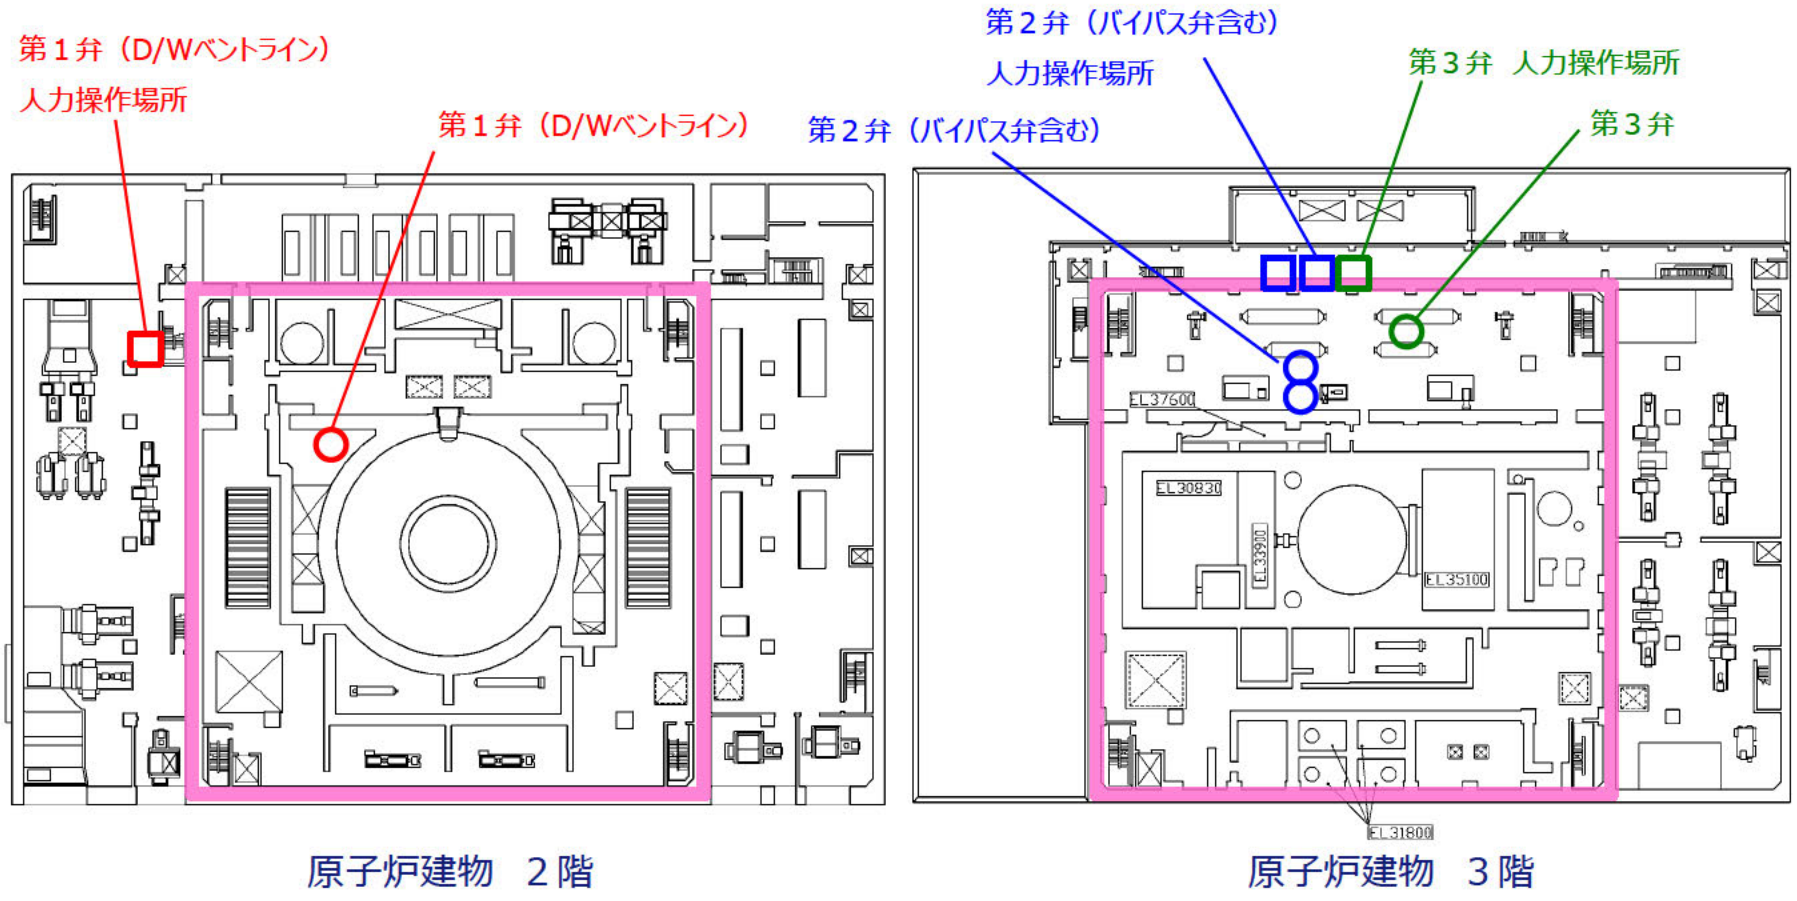 第１弁（D/Wベントライン）
人力操作場所
第１弁（D/Wベントライン）
第２弁（バイパス弁含む）
人力操作場所
第２弁（バイパス弁含む）
第３弁　人力操作場所
第３弁
EL37600
EL30830
EL33900
EL35100
EL31800
原子炉建物　２階
原子炉建物　３階